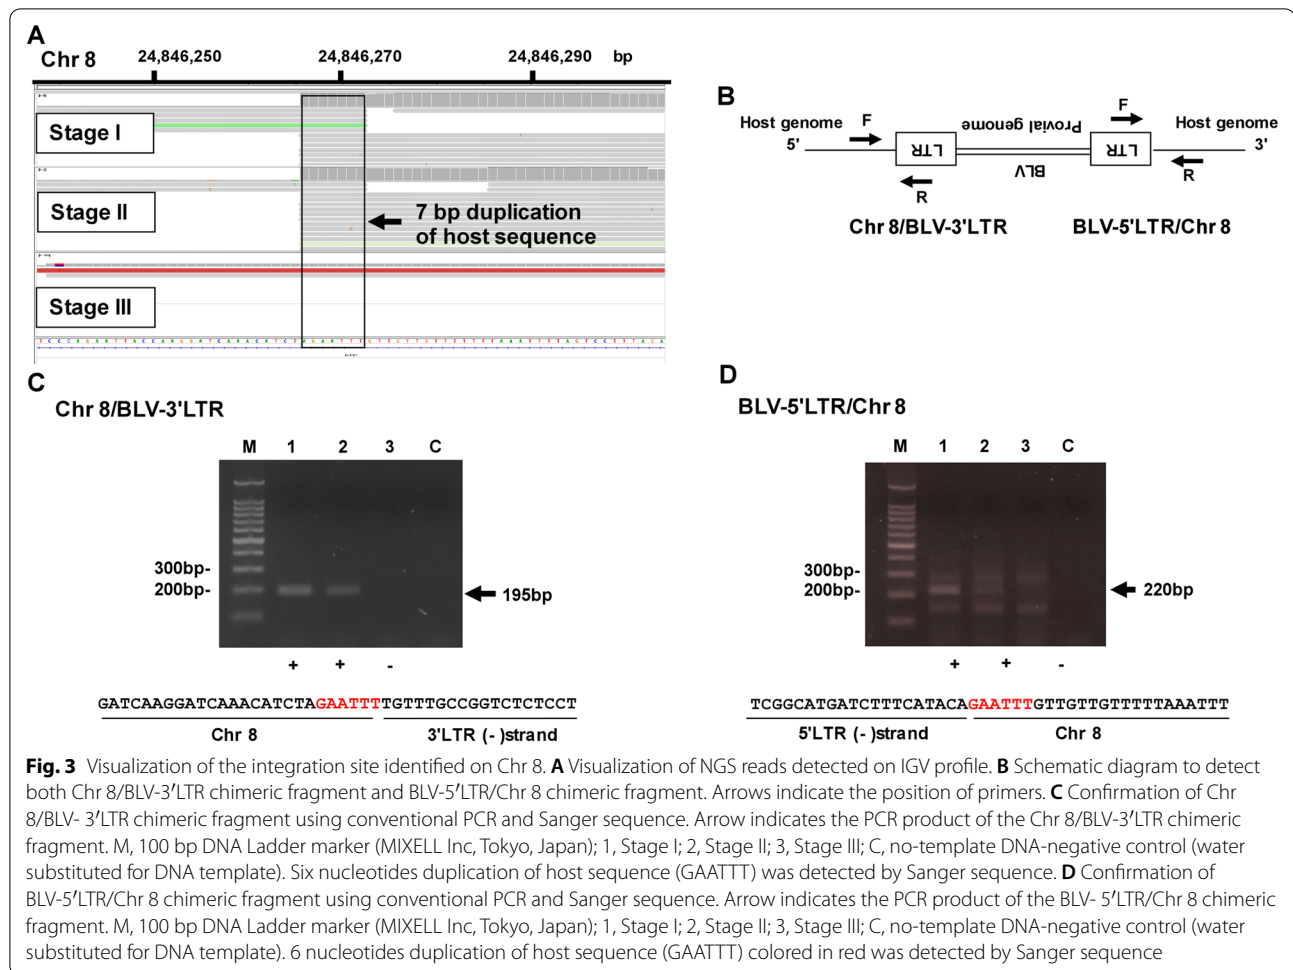 A
Chr 8
24,846,250
24,846,270
24,846,290
bp
Stage I
Stage II
7 bp duplication
of host sequence
Stage III
B
Host genome
5'
F
LTR
Provial genome
BLV
F
LTR
Host genome
3'
R
R
Chr 8/BLV-3'LTR
BLV-5'LTR/Chr 8
C
Chr 8/BLV-3'LTR
M 1 2 3 C
300bp-
200bp-
195bp
+ + -
GATCAAGGATCAAACATCTAGAATTTTGTTTGCCGGTCTCTCCT
Chr 8
3'LTR (-)strand
D
BLV-5'LTR/Chr 8
M 1 2 3 C
300bp-
200bp-
220bp
+ + -
TCGGCATGATCTTTCATACAGAATTTGTTGTTGTTTTTAAATTT
5'LTR (-)strand
Chr 8
Fig. 3 Visualization of the integration site identified on Chr 8. A Visualization of NGS reads detected on IGV profile. B Schematic diagram to detect
both Chr 8/BLV-3′LTR chimeric fragment and BLV-5′LTR/Chr 8 chimeric fragment. Arrows indicate the position of primers. C Confirmation of Chr
8/BLV- 3′LTR chimeric fragment using conventional PCR and Sanger sequence. Arrow indicates the PCR product of the Chr 8/BLV-3′LTR chimeric
fragment. M, 100 bp DNA Ladder marker (MIXELL Inc, Tokyo, Japan); 1, Stage I; 2, Stage II; 3, Stage III; C, no-template DNA-negative control (water
substituted for DNA template). Six nucleotides duplication of host sequence (GAATTT) was detected by Sanger sequence. D Confirmation of
BLV-5′LTR/Chr 8 chimeric fragment using conventional PCR and Sanger sequence. Arrow indicates the PCR product of the BLV- 5′LTR/Chr 8 chimeric
fragment. M, 100 bp DNA Ladder marker (MIXELL Inc, Tokyo, Japan); 1, Stage I; 2, Stage II; 3, Stage III; C, no-template DNA-negative control (water
substituted for DNA template). 6 nucleotides duplication of host sequence (GAATTT) colored in red was detected by Sanger sequence